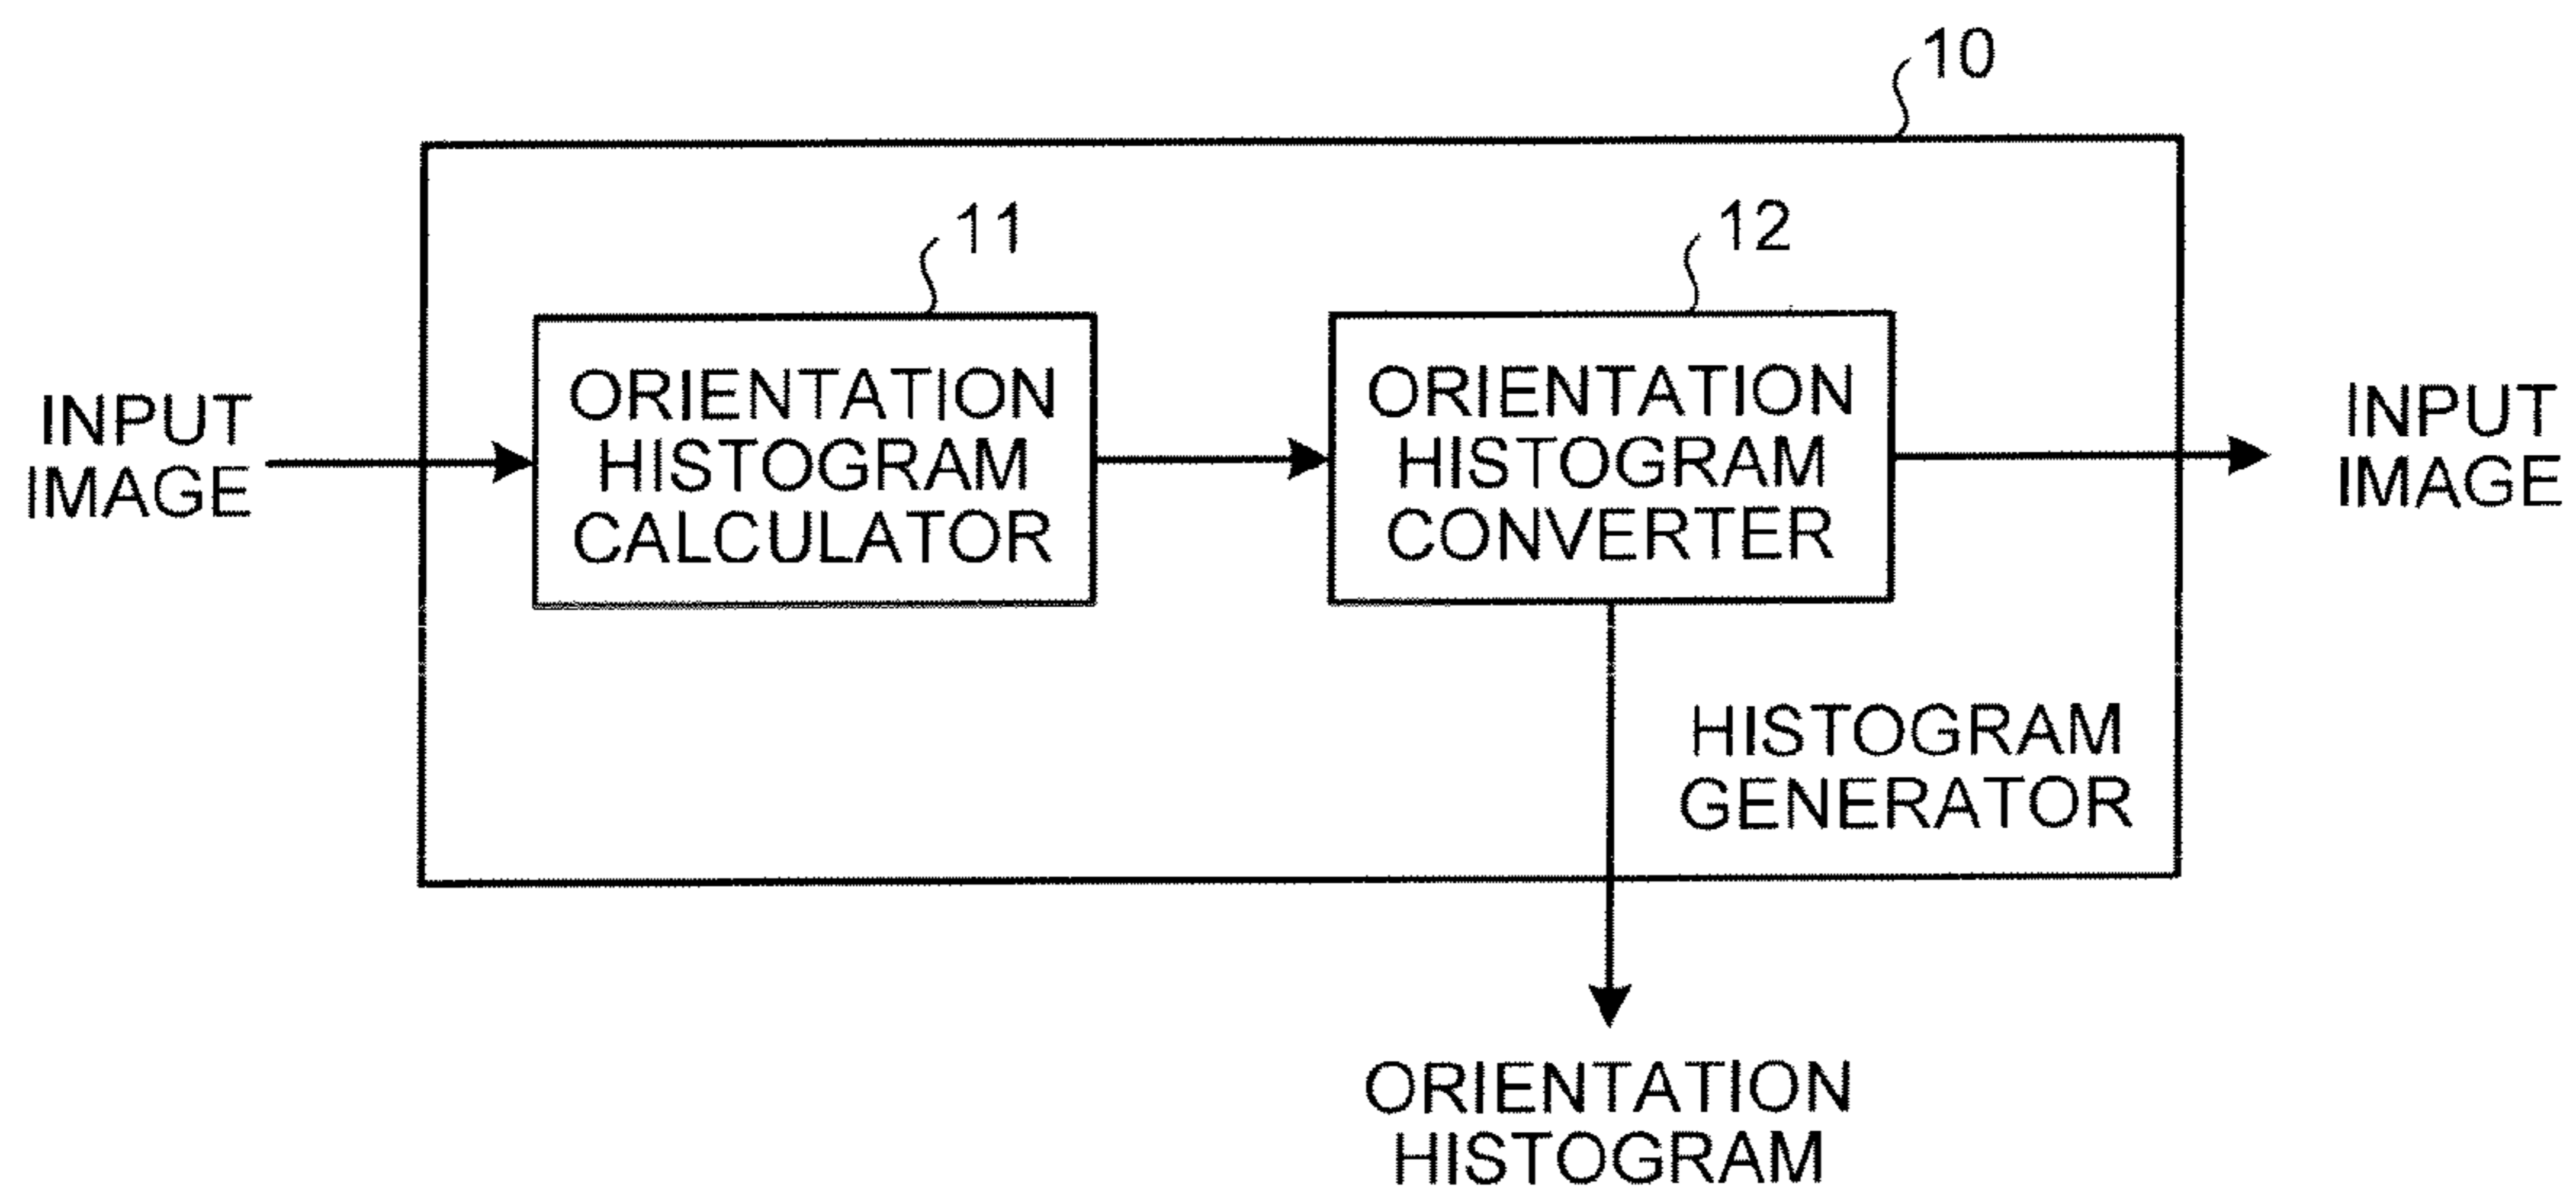 10
11
12
INPUT
IMAGE
ORIENTATION
HISTOGRAM
CALCULATOR
ORIENTATION
HISTOGRAM
CONVERTER
INPUT
IMAGE
HISTOGRAM
GENERATOR
ORIENTATION
HISTOGRAM